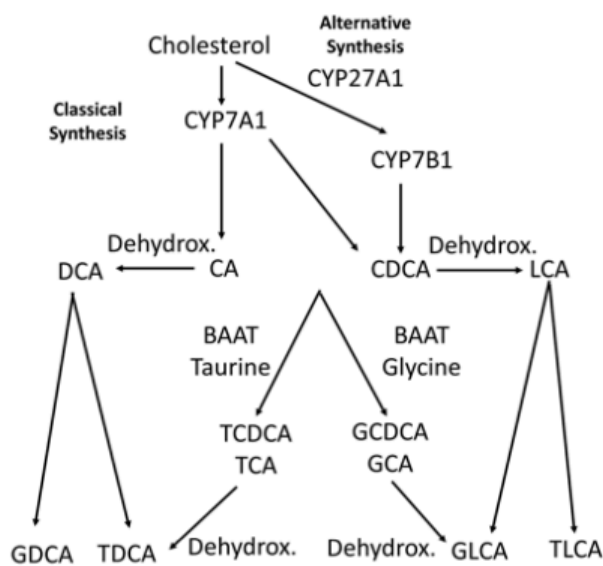 Alternative
Synthesis
Cholesterol
CYP27A1
Classical
Synthesis
CYP7A1
CYP7B1
Dehydrox.
Dehydrox.
DCA
CA
CDCA
LCA
BAAT
Taurine
BAAT
Glycine
TCDCA
TCA
GCDCA
GCA
GDCA
TDCA
Dehydrox.
Dehydrox.
GLCA
TLCA